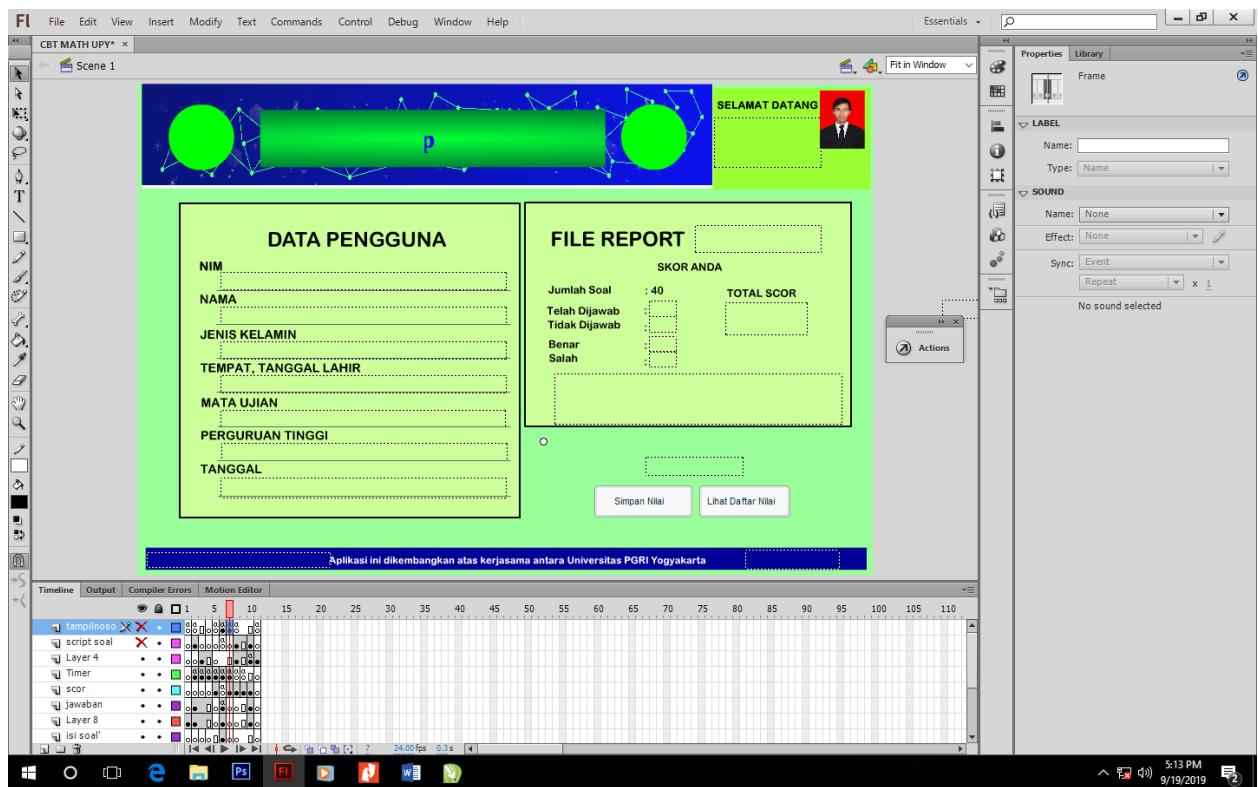 Fl File Edit View Insert Modify Text Commands Control Debug Window Help Essentials
CBT MATH UPY* ×
Scene 1 Fit in Window
Properties Library
Frame
LABEL
Name:
Type: Name
SOUND
Name: None
Effect: None
Sync: Event
Repeat x 1
No sound selected
Actions
p
SELAMAT DATANG
DATA PENGGUNA
NIM
NAMA
JENIS KELAMIN
TEMPAT, TANGGAL LAHIR
MATA UJIAN
PERGURUAN TINGGI
TANGGAL
FILE REPORT
SKOR ANDA
Jumlah Soal : 40 TOTAL SCOR
Telah Dijawab :
Tidak Dijawab :
Benar :
Salah :
Simpan Nilai Lihat Daftar Nilai
Aplikasi ini dikembangkan atas kerjasama antara Universitas PGRI Yogyakarta
Timeline Output Compiler Errors Motion Editor
1 5 10 15 20 25 30 35 40 45 50 55 60 65 70 75 80 85 90 95 100 105 110
tampilnoso
script soal
Layer 4
Timer
scor
jawaban
Layer 8
isi soal'
7 24.00 fps 0.3 s
Ps Fl
5:13 PM
9/19/2019
2